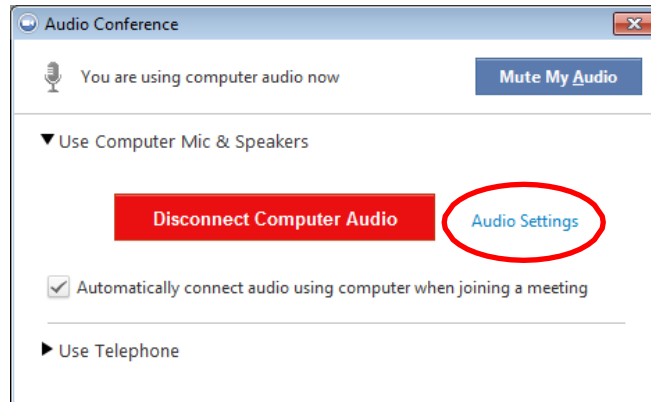 Audio Conference
You are using computer audio now
Mute My Audio
Use Computer Mic & Speakers
Disconnect Computer Audio
Audio Settings
Automatically connect audio using computer when joining a meeting
Use Telephone